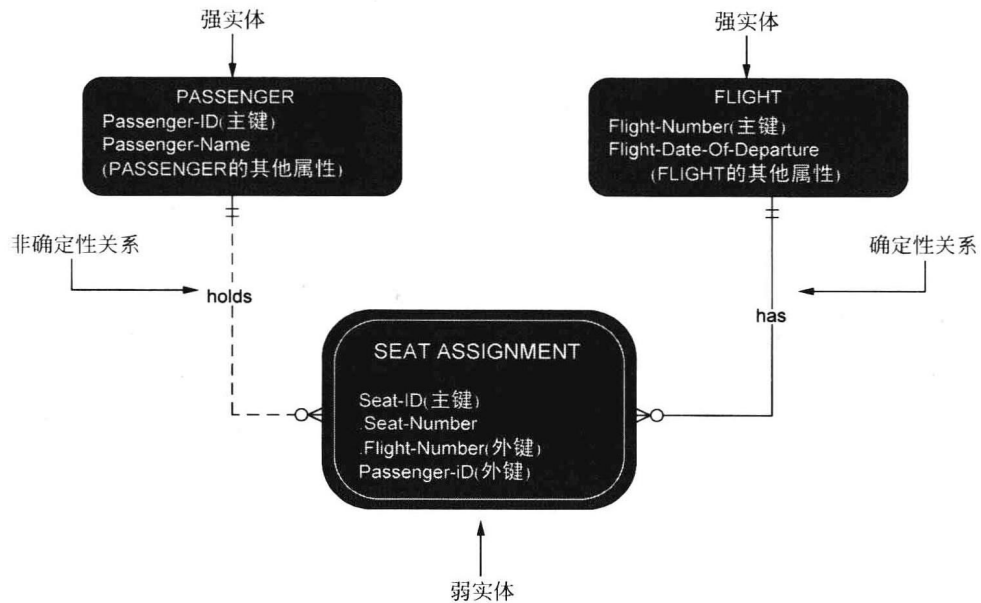 强实体
强实体
PASSENGER
Passenger-ID(主键)
Passenger-Name
(PASSENGER的其他属性)
FLIGHT
Flight-Number(主键)
Flight-Date-Of-Departure
(FLIGHT的其他属性)
非确定性关系
确定性关系
holds
has
SEAT ASSIGNMENT
Seat-ID(主键)
.Seat-Number
.Flight-Number(外键)
Passenger-iD(外键)
弱实体